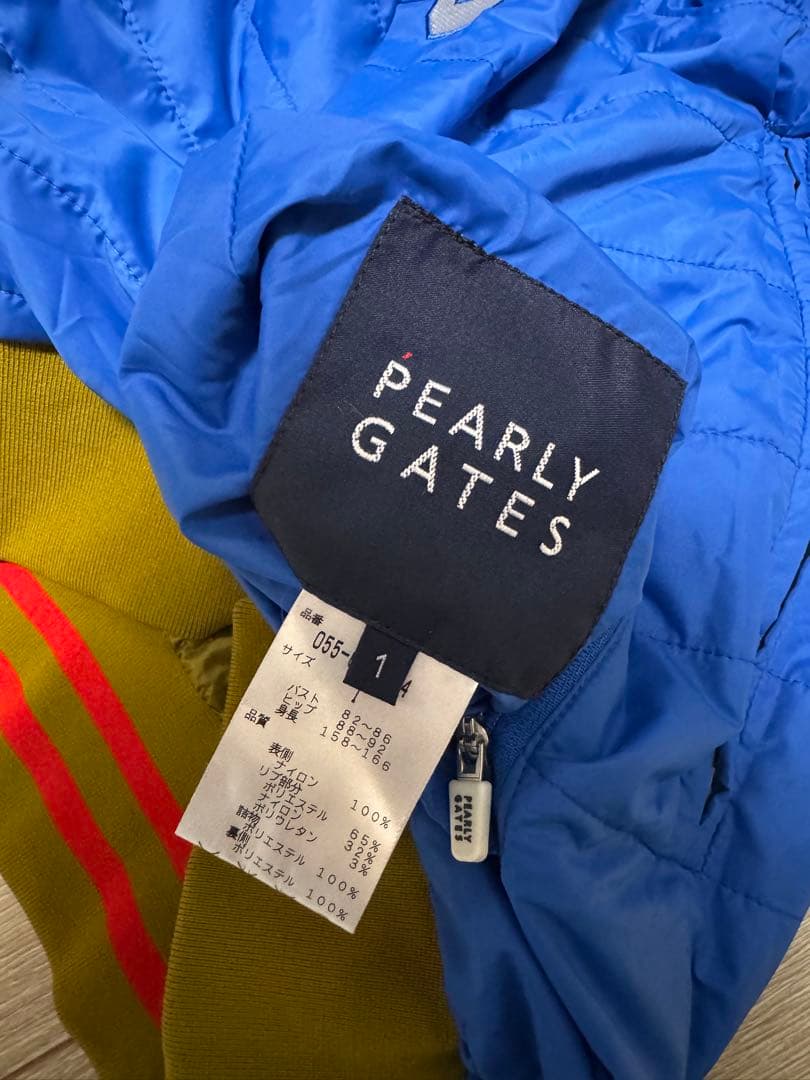 PEARLY
GATES
1
品番
055-
4
サイズ
バスト 82~86
ヒップ 88~92
身長 158~166
品質
表側
ナイロン 100%
リブ部分
ポリエステル 65%
ナイロン 32%
ポリウレタン 3%
詰物
ポリエステル 100%
裏側
ポリエステル 100%
PEARLY
GATES